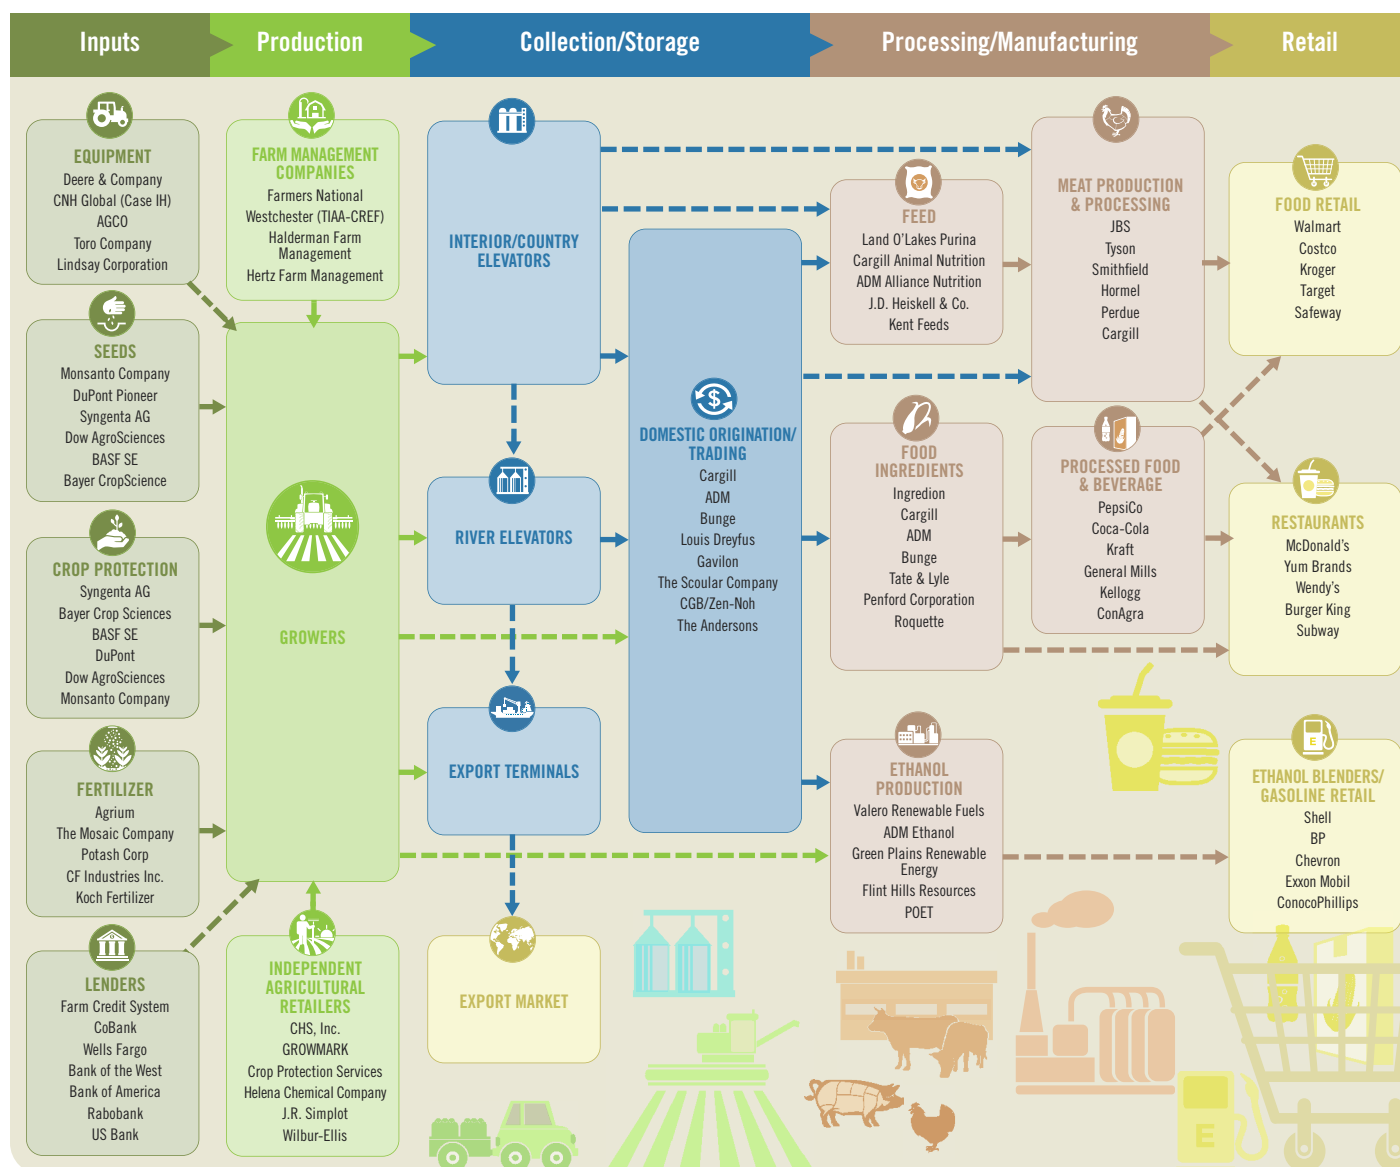 Inputs
Production
Collection/Storage
Processing/Manufacturing
Retail
EQUIPMENT
Deere & Company
CNH Global (Case IH)
AGCO
Toro Company
Lindsay Corporation
SEEDS
Monsanto Company
DuPont Pioneer
Syngenta AG
Dow AgroSciences
BASF SE
Bayer CropScience
CROP PROTECTION
Syngenta AG
Bayer Crop Sciences
BASF SE
DuPont
Dow AgroSciences
Monsanto Company
FERTILIZER
Agrium
The Mosaic Company
Potash Corp
CF Industries Inc.
Koch Fertilizer
LENDERS
Farm Credit System
CoBank
Wells Fargo
Bank of the West
Bank of America
Rabobank
US Bank
FARM MANAGEMENT
COMPANIES
Farmers National
Westchester (TIAA-CREF)
Halderman Farm
Management
Hertz Farm Management
GROWERS
INDEPENDENT
AGRICULTURAL
RETAILERS
CHS, Inc.
GROWMARK
Crop Protection Services
Helena Chemical Company
J.R. Simplot
Wilbur-Ellis
INTERIOR/COUNTRY
ELEVATORS
RIVER ELEVATORS
EXPORT TERMINALS
EXPORT MARKET
$
DOMESTIC ORIGINATION/
TRADING
Cargill
ADM
Bunge
Louis Dreyfus
Gavilon
The Scoular Company
CGB/Zen-Noh
The Andersons
FEED
Land O'Lakes Purina
Cargill Animal Nutrition
ADM Alliance Nutrition
J.D. Heiskell & Co.
Kent Feeds
FOOD
INGREDIENTS
Ingredion
Cargill
ADM
Bunge
Tate & Lyle
Penford Corporation
Roquette
ETHANOL
PRODUCTION
Valero Renewable Fuels
ADM Ethanol
Green Plains Renewable
Energy
Flint Hills Resources
POET
MEAT PRODUCTION
& PROCESSING
JBS
Tyson
Smithfield
Hormel
Perdue
Cargill
PROCESSED FOOD
& BEVERAGE
PepsiCo
Coca-Cola
Kraft
General Mills
Kellogg
ConAgra
FOOD RETAIL
Walmart
Costco
Kroger
Target
Safeway
RESTAURANTS
McDonald's
Yum Brands
Wendy's
Burger King
Subway
E
ETHANOL BLENDERS/
GASOLINE RETAIL
Shell
BP
Chevron
Exxon Mobil
ConocoPhillips
E